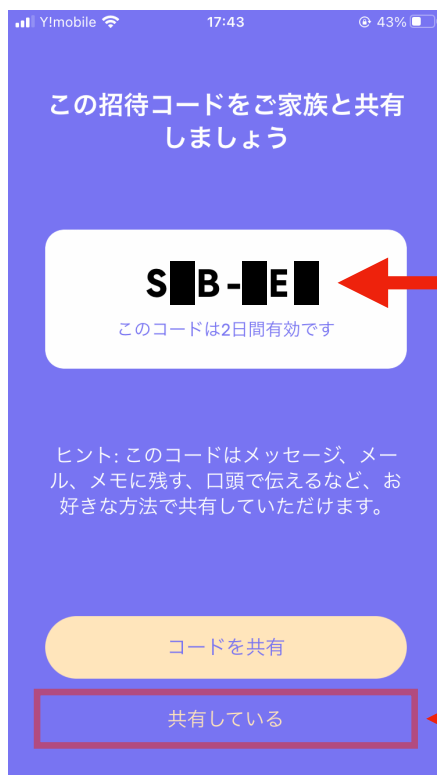 Y!mobile 17:43 43%
この招待コードをご家族と共有
しましょう
S B - E
このコードは2日間有効です
ヒント: このコードはメッセージ、メー
ル、メモに残す、口頭で伝えるなど、お
好きな方法で共有していただけます。
コードを共有
共有している